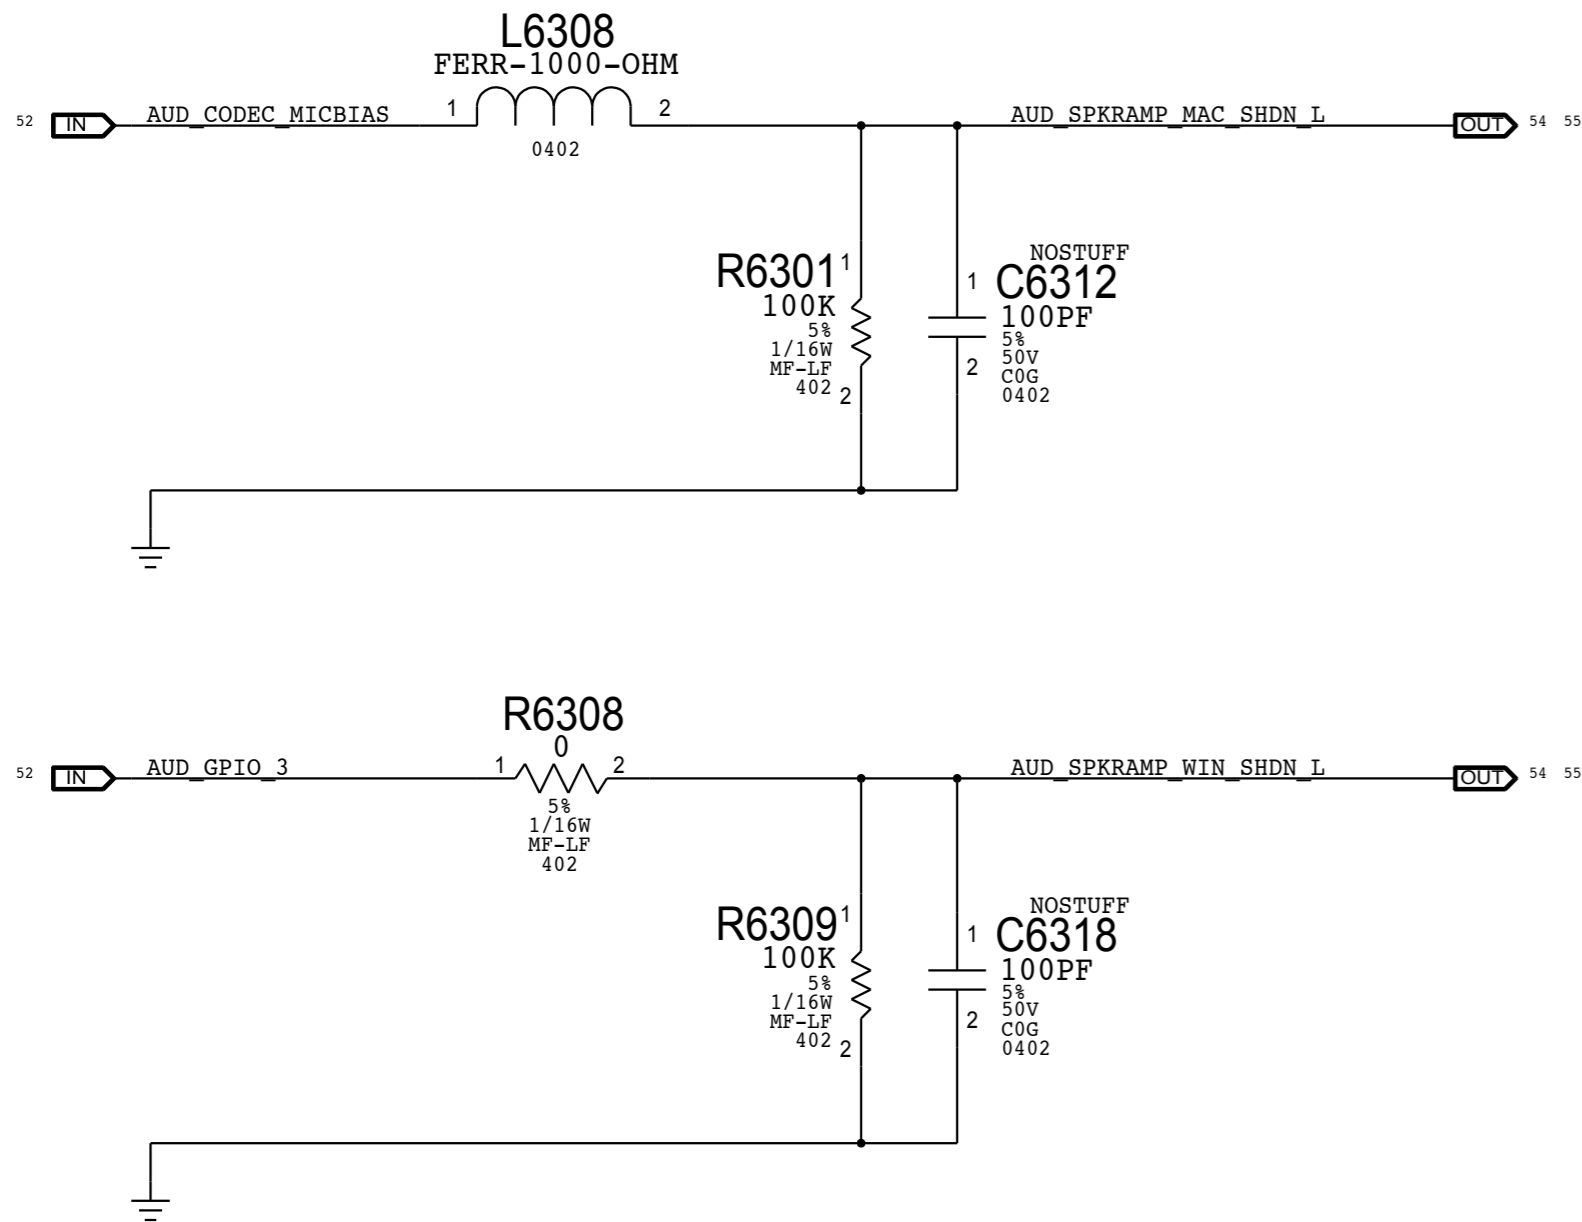 L6308
FERR-1000-OHM
52 IN AUD_CODEC_MICBIAS 1 2 AUD_SPKRAMP_MAC_SHDN_L OUT 54 55
0402
R6301 1
100K
5%
1/16W
MF-LF
402 2
NOSTUFF
1 C6312
100PF
5%
50V
2 C0G
0402
R6308
0
52 IN AUD_GPIO_3 1 2 AUD_SPKRAMP_WIN_SHDN_L OUT 54 55
5%
1/16W
MF-LF
402
R6309 1
100K
5%
1/16W
MF-LF
402 2
NOSTUFF
1 C6318
100PF
5%
50V
2 C0G
0402